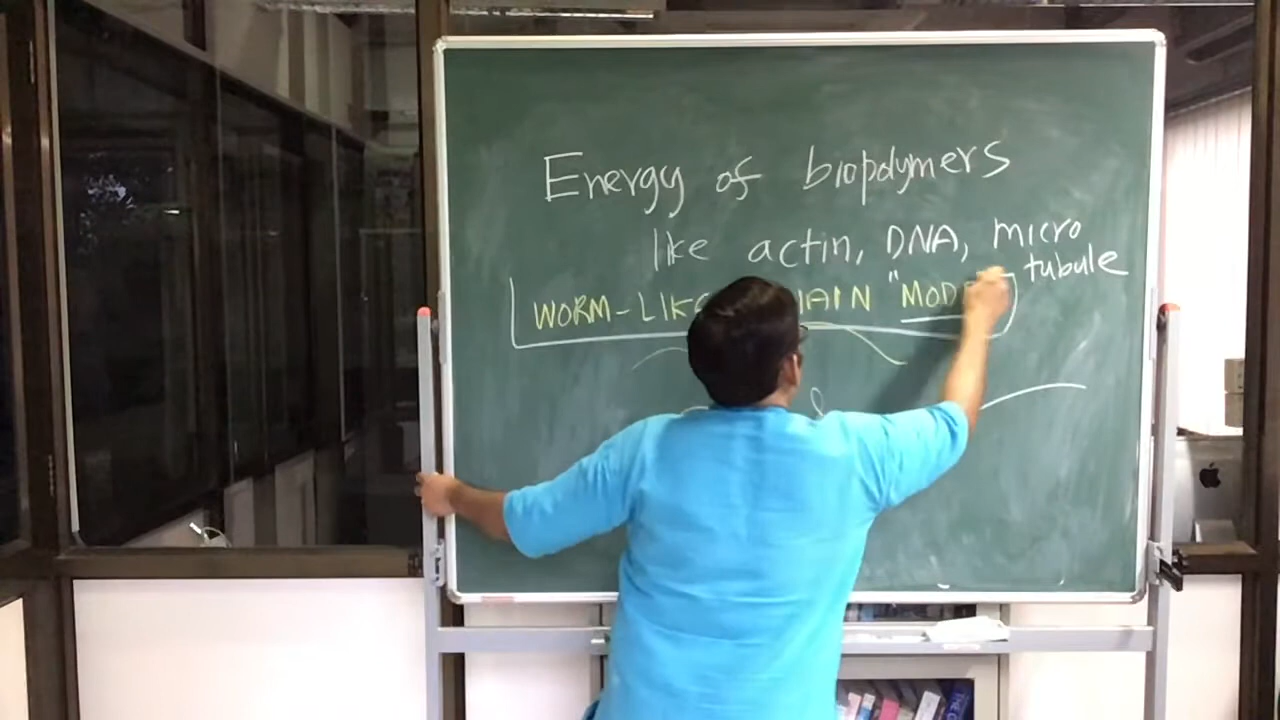 Energy of biopolymers
like actin, DNA, micro
tubule
WORM-LIKE "MOD